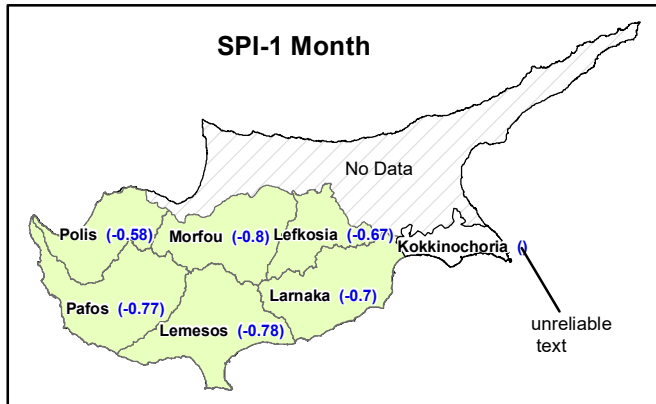 SPI-1 Month
No Data
Polis (-0.58)
Morfou (-0.8)
Lefkosia (-0.67)
Kokkinochoria ()
Pafos (-0.77)
Larnaka (-0.7)
Lemesos (-0.78)
unreliable
text